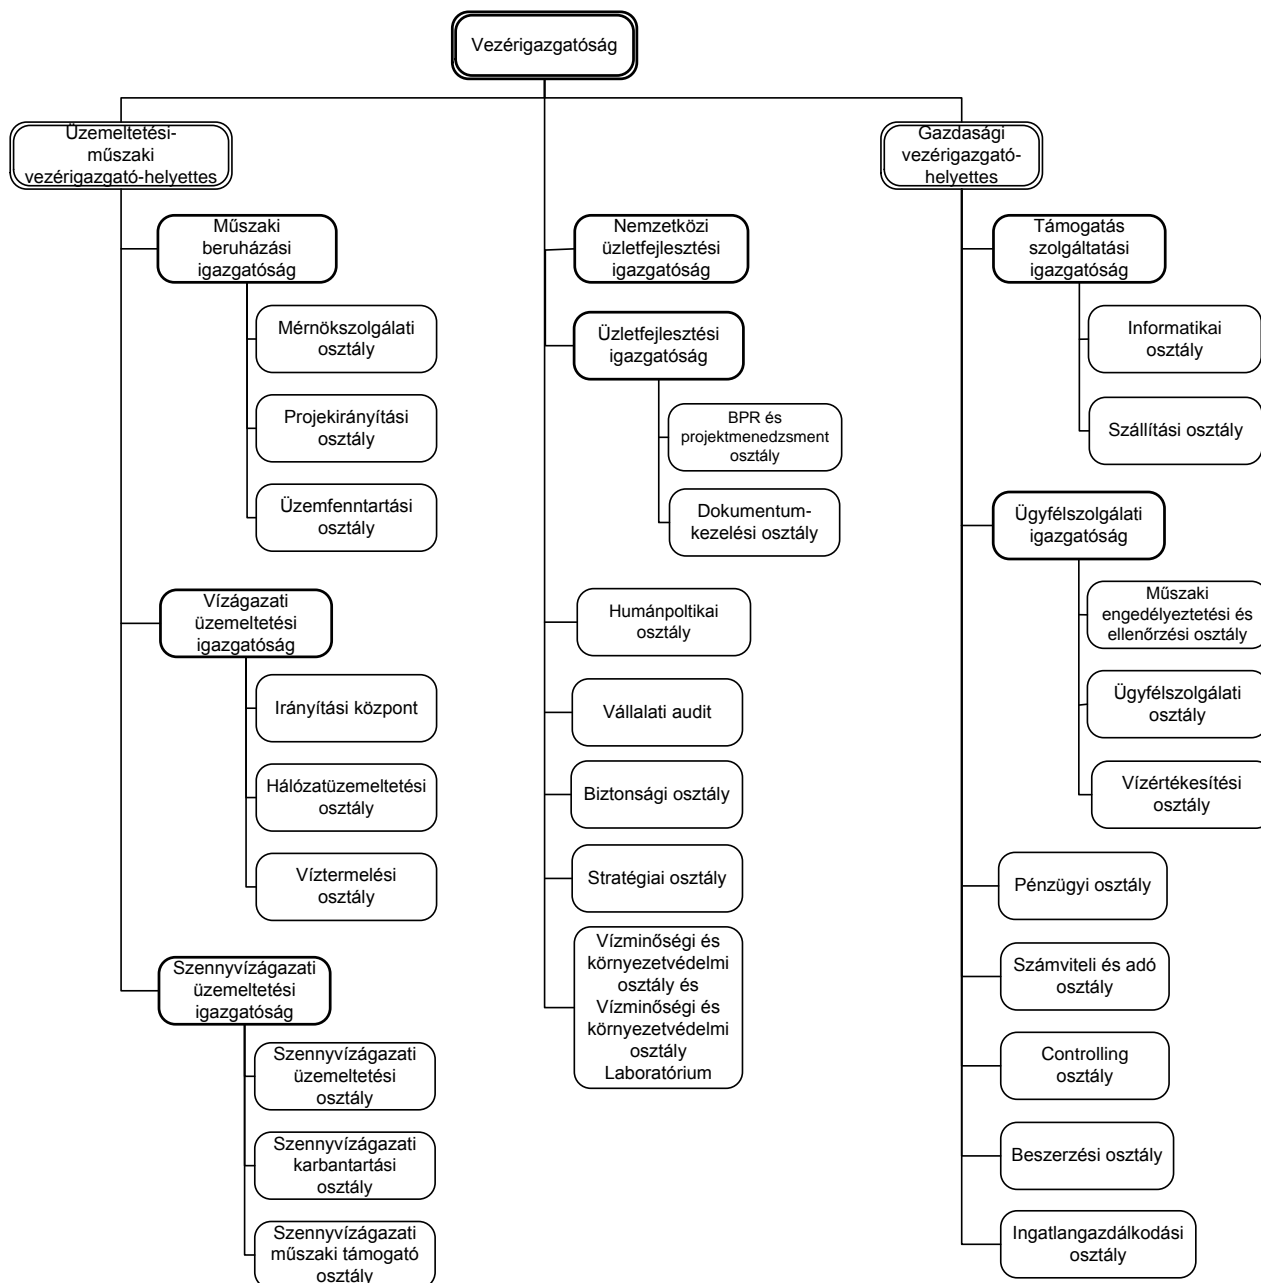 Vezérigazgatóság
Üzemeltetési-
műszaki
vezérigazgató-helyettes
Műszaki
beruházási
igazgatóság
Mérnökszolgálati
osztály
Projekirányítási
osztály
Üzemfenntartási
osztály
Vízágazati
üzemeltetési
igazgatóság
Irányítási központ
Hálózatüzemeltetési
osztály
Víztermelési
osztály
Szennyvízágazati
üzemeltetési
igazgatóság
Szennyvízágazati
üzemeltetési
osztály
Szennyvízágazati
karbantartási
osztály
Szennyvízágazati
műszaki támogató
osztály
Nemzetközi
üzletfejlesztési
igazgatóság
Üzletfejlesztési
igazgatóság
BPR és
projektmenedzsment
osztály
Dokumentum-
kezelési osztály
Humánpoltikai
osztály
Vállalati audit
Biztonsági osztály
Stratégiai osztály
Vízminőségi és
környezetvédelmi
osztály és
Vízminőségi és
környezetvédelmi
osztály
Laboratórium
Gazdasági
vezérigazgató-
helyettes
Támogatás
szolgáltatási
igazgatóság
Informatikai
osztály
Szállítási osztály
Ügyfélszolgálati
igazgatóság
Műszaki
engedélyeztetési és
ellenőrzési osztály
Ügyfélszolgálati
osztály
Vízértékesítési
osztály
Pénzügyi osztály
Számviteli és adó
osztály
Controlling
osztály
Beszerzési osztály
Ingatlangazdálkodási
osztály